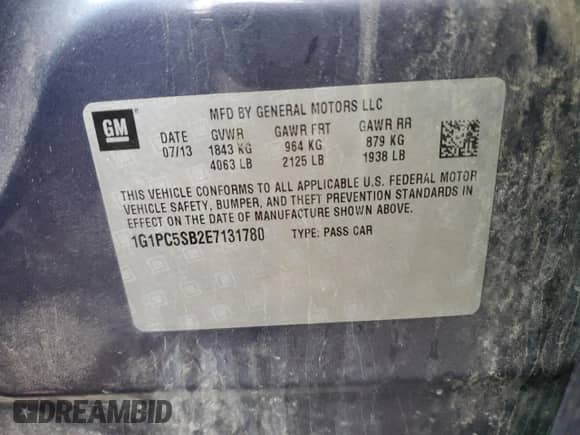 GM
MFD BY GENERAL MOTORS LLC
DATE GVWR GAWR FRT GAWR RR
07/13 1843 KG 964 KG 879 KG
4063 LB 2125 LB 1938 LB
THIS VEHICLE CONFORMS TO ALL APPLICABLE U.S. FEDERAL MOTOR
VEHICLE SAFETY, BUMPER, AND THEFT PREVENTION STANDARDS IN
EFFECT ON THE DATE OF MANUFACTURE SHOWN ABOVE.
1G1PC5SB2E7131780 TYPE: PASS CAR
DREAMBID